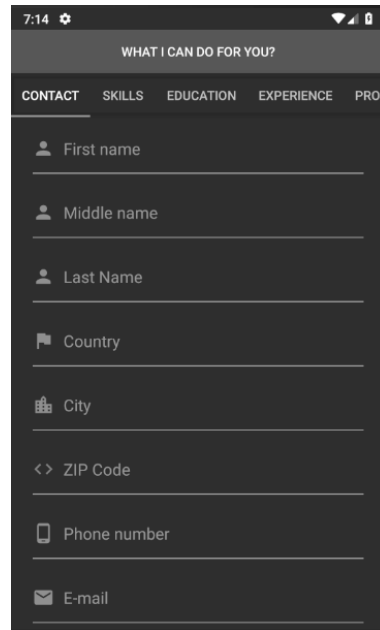 7:14
WHAT I CAN DO FOR YOU?
CONTACT SKILLS EDUCATION EXPERIENCE PRO
First name
Middle name
Last Name
Country
City
ZIP Code
Phone number
E-mail